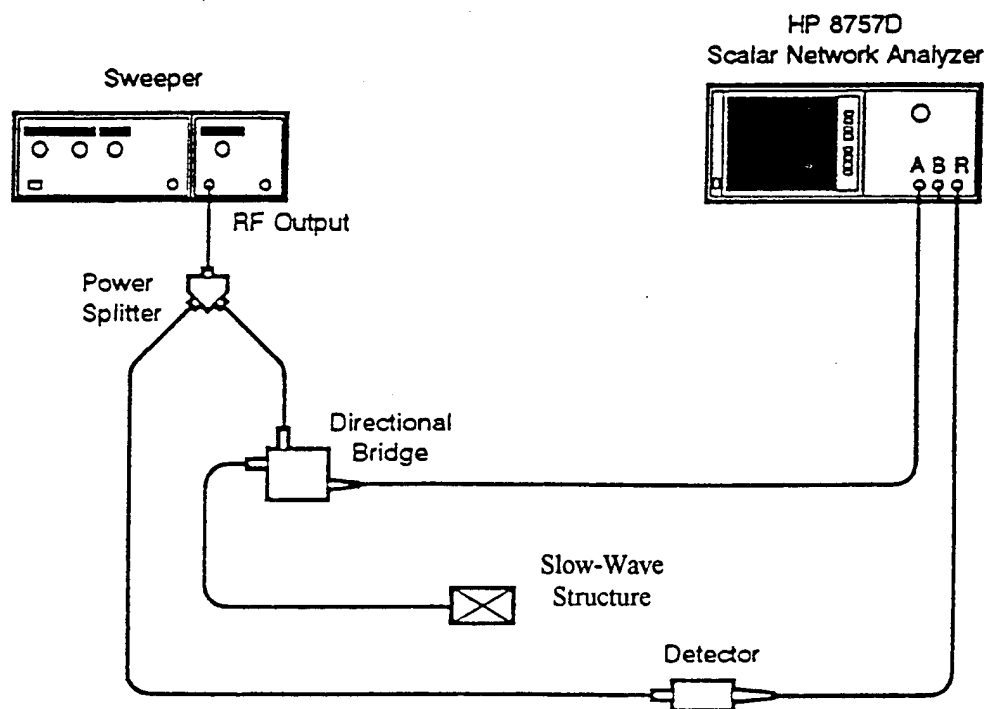 HP 8757D
Scalar Network Analyzer
Sweeper
A B R
RF Output
Power
Splitter
Directional
Bridge
Slow-Wave
Structure
Detector